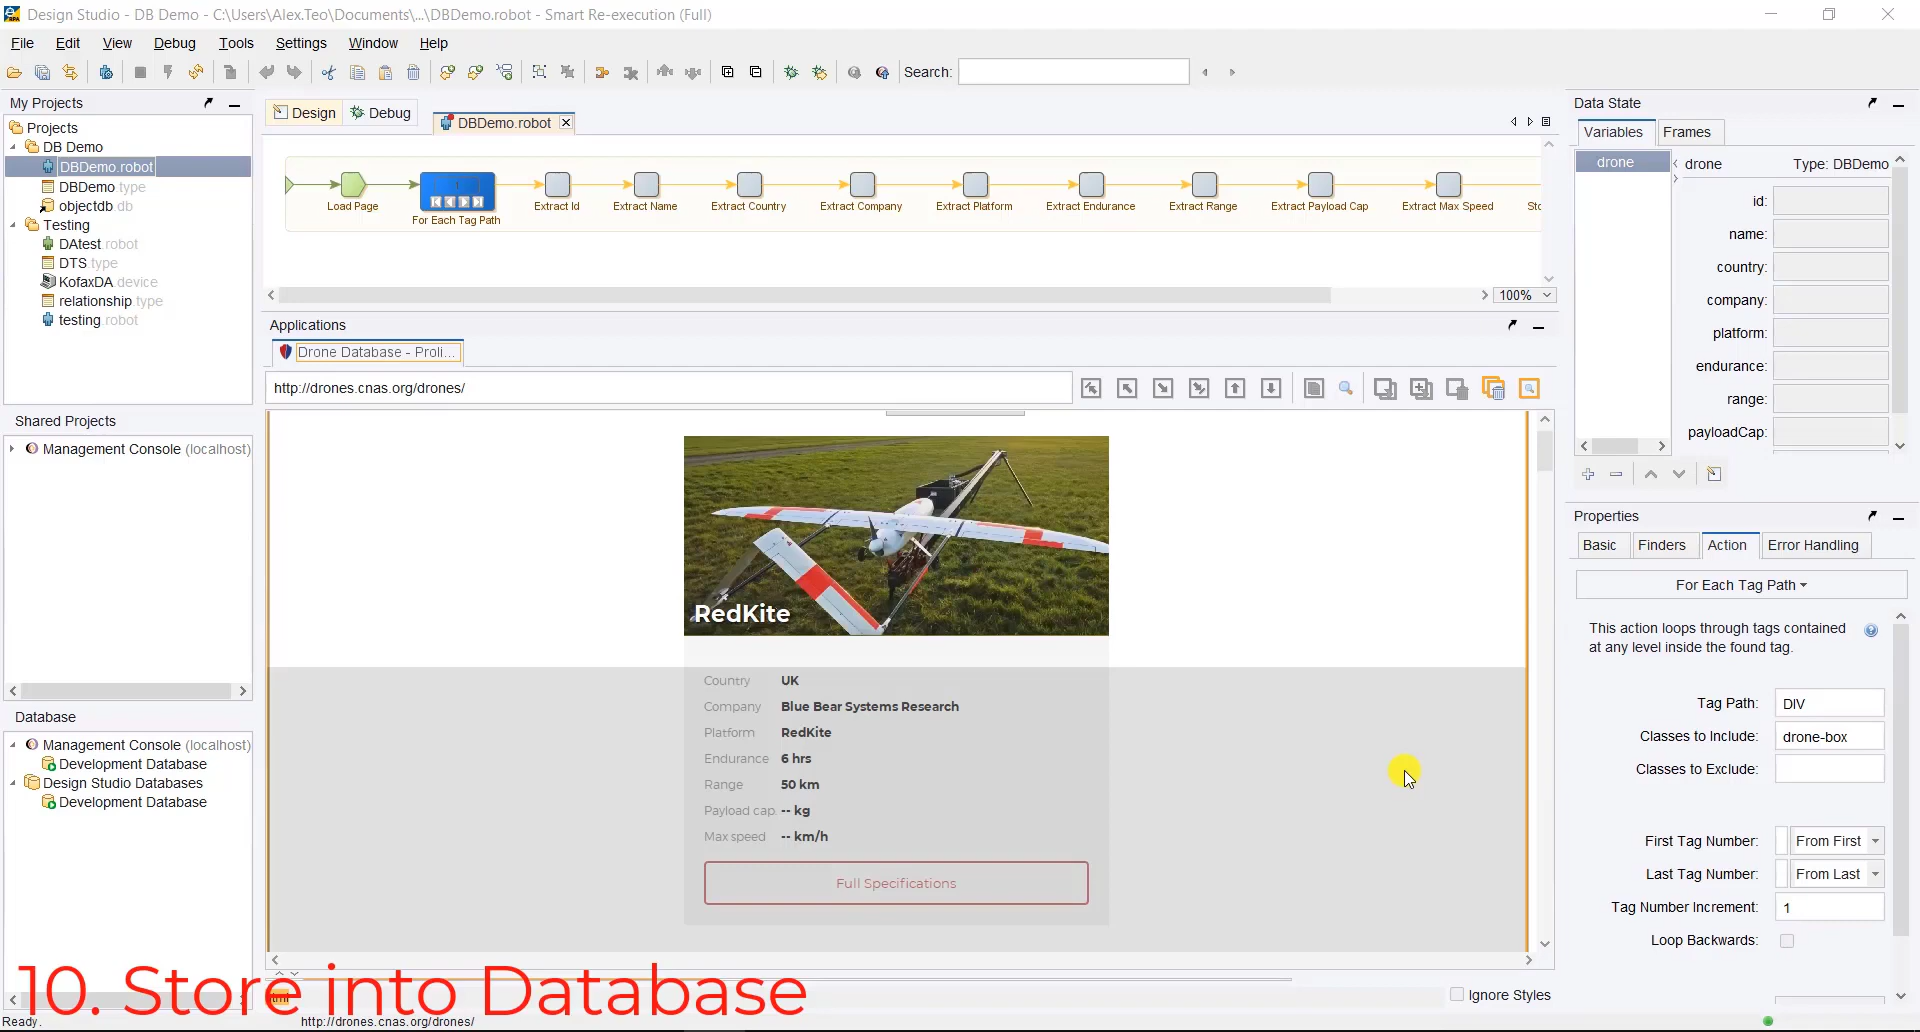 Design Studio - DB Demo - C:\Users\Alex.Teo\Documents\...\DBDemo.robot - Smart Re-execution (Full)
File Edit View Debug Tools Settings Window Help
Search:
My Projects
Projects
DB Demo
DBDemo.robot
DBDemo.type
objectdb.db
Testing
DAtest.robot
DTS.type
KofaxDA.device
relationship.type
testing.robot
Shared Projects
Management Console (localhost)
Database
Management Console (localhost)
Development Database
Design Studio Databases
Development Database
Design Debug
DBDemo.robot
1
Load Page
For Each Tag Path
Extract Id
Extract Name
Extract Country
Extract Company
Extract Platform
Extract Endurance
Extract Range
Extract Payload Cap
Extract Max Speed
Sto
100%
Applications
Drone Database - Proli...
http://drones.cnas.org/drones/
RedKite
Country UK
Company Blue Bear Systems Research
Platform RedKite
Endurance 6 hrs
Range 50 km
Payload cap. -- kg
Max speed -- km/h
Full Specifications
html
Ignore Styles
Data State
Variables Frames
drone
drone Type: DBDemo
id:
name:
country:
company:
platform:
endurance:
range:
payloadCap:
Properties
Basic Finders Action Error Handling
For Each Tag Path
This action loops through tags contained
at any level inside the found tag.
Tag Path: DIV
Classes to Include: drone-box
Classes to Exclude:
First Tag Number: From First
Last Tag Number: From Last
Tag Number Increment: 1
Loop Backwards:
10. Store into Database
Ready.
http://drones.cnas.org/drones/